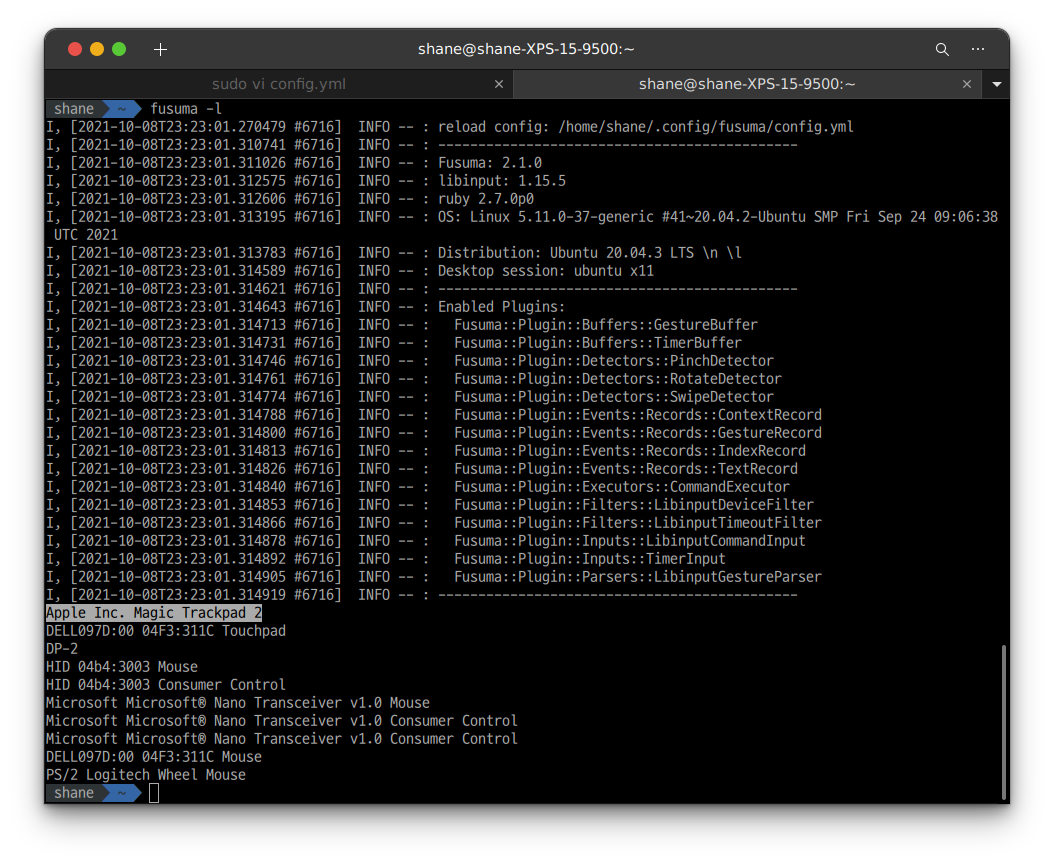 shane@shane-XPS-15-9500:~
sudo vi config.yml
shane@shane-XPS-15-9500:~
shane ~ fusuma -l
I, [2021-10-08T23:23:01.270479 #6716]  INFO -- : reload config: /home/shane/.config/fusuma/config.yml
I, [2021-10-08T23:23:01.310741 #6716]  INFO -- : ---------------------------------------------
I, [2021-10-08T23:23:01.311026 #6716]  INFO -- : Fusuma: 2.1.0
I, [2021-10-08T23:23:01.312575 #6716]  INFO -- : libinput: 1.15.5
I, [2021-10-08T23:23:01.312606 #6716]  INFO -- : ruby 2.7.0p0
I, [2021-10-08T23:23:01.313195 #6716]  INFO -- : OS: Linux 5.11.0-37-generic #41~20.04.2-Ubuntu SMP Fri Sep 24 09:06:38
UTC 2021
I, [2021-10-08T23:23:01.313783 #6716]  INFO -- : Distribution: Ubuntu 20.04.3 LTS \n \l
I, [2021-10-08T23:23:01.314589 #6716]  INFO -- : Desktop session: ubuntu x11
I, [2021-10-08T23:23:01.314621 #6716]  INFO -- : ---------------------------------------------
I, [2021-10-08T23:23:01.314643 #6716]  INFO -- : Enabled Plugins:
I, [2021-10-08T23:23:01.314713 #6716]  INFO -- :   Fusuma::Plugin::Buffers::GestureBuffer
I, [2021-10-08T23:23:01.314731 #6716]  INFO -- :   Fusuma::Plugin::Buffers::TimerBuffer
I, [2021-10-08T23:23:01.314746 #6716]  INFO -- :   Fusuma::Plugin::Detectors::PinchDetector
I, [2021-10-08T23:23:01.314761 #6716]  INFO -- :   Fusuma::Plugin::Detectors::RotateDetector
I, [2021-10-08T23:23:01.314774 #6716]  INFO -- :   Fusuma::Plugin::Detectors::SwipeDetector
I, [2021-10-08T23:23:01.314788 #6716]  INFO -- :   Fusuma::Plugin::Events::Records::ContextRecord
I, [2021-10-08T23:23:01.314800 #6716]  INFO -- :   Fusuma::Plugin::Events::Records::GestureRecord
I, [2021-10-08T23:23:01.314813 #6716]  INFO -- :   Fusuma::Plugin::Events::Records::IndexRecord
I, [2021-10-08T23:23:01.314826 #6716]  INFO -- :   Fusuma::Plugin::Events::Records::TextRecord
I, [2021-10-08T23:23:01.314840 #6716]  INFO -- :   Fusuma::Plugin::Executors::CommandExecutor
I, [2021-10-08T23:23:01.314853 #6716]  INFO -- :   Fusuma::Plugin::Filters::LibinputDeviceFilter
I, [2021-10-08T23:23:01.314866 #6716]  INFO -- :   Fusuma::Plugin::Filters::LibinputTimeoutFilter
I, [2021-10-08T23:23:01.314878 #6716]  INFO -- :   Fusuma::Plugin::Inputs::LibinputCommandInput
I, [2021-10-08T23:23:01.314892 #6716]  INFO -- :   Fusuma::Plugin::Inputs::TimerInput
I, [2021-10-08T23:23:01.314905 #6716]  INFO -- :   Fusuma::Plugin::Parsers::LibinputGestureParser
I, [2021-10-08T23:23:01.314919 #6716]  INFO -- : ---------------------------------------------
Apple Inc. Magic Trackpad 2
DELL097D:00 04F3:311C Touchpad
DP-2
HID 04b4:3003 Mouse
HID 04b4:3003 Consumer Control
Microsoft Microsoft® Nano Transceiver v1.0 Mouse
Microsoft Microsoft® Nano Transceiver v1.0 Consumer Control
Microsoft Microsoft® Nano Transceiver v1.0 Consumer Control
DELL097D:00 04F3:311C Mouse
PS/2 Logitech Wheel Mouse
shane ~